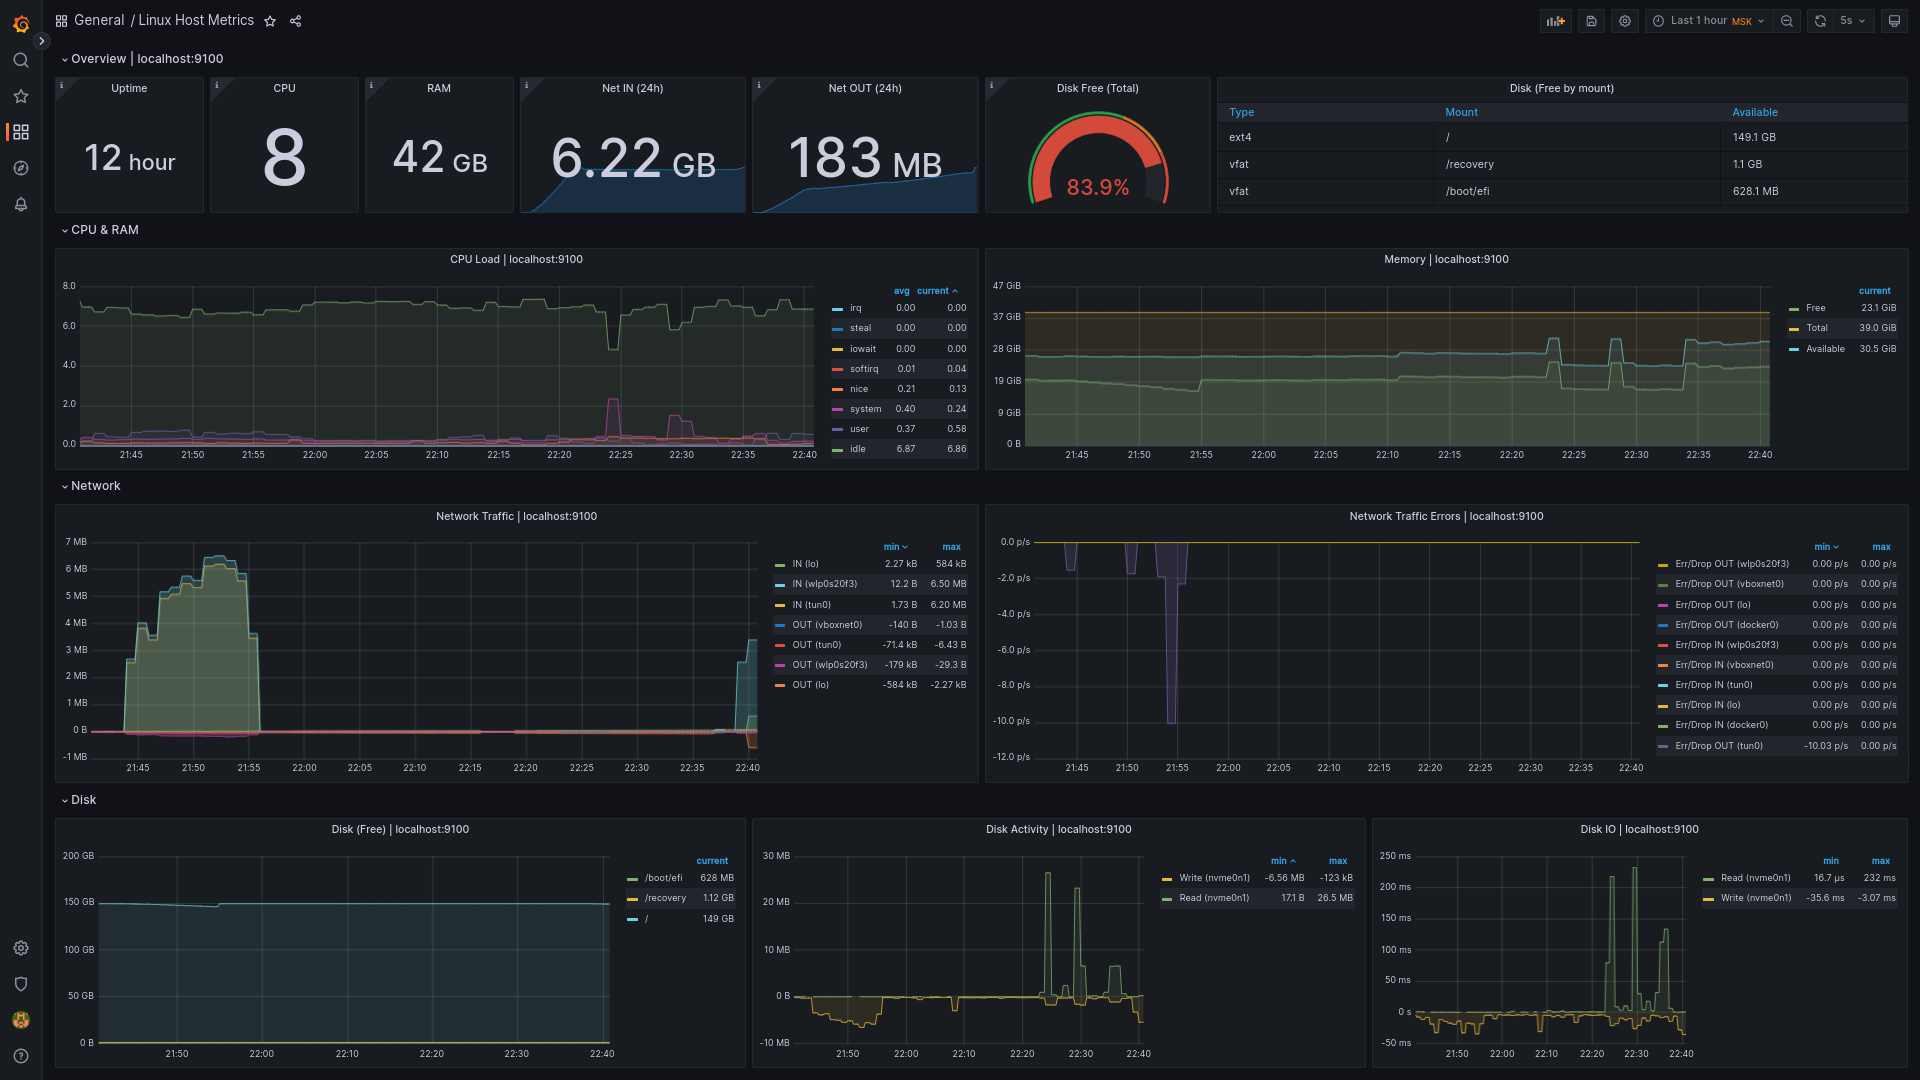 General / Linux Host Metrics
Last 1 hour MSK
5s
Overview | localhost:9100
Uptime
12 hour
CPU
8
RAM
42 GB
Net IN (24h)
6.22 GB
Net OUT (24h)
183 MB
Disk Free (Total)
83.9%
Disk (Free by mount)
Type Mount Available
ext4 / 149.1 GB
vfat /recovery 1.1 GB
vfat /boot/efi 628.1 MB
CPU & RAM
CPU Load | localhost:9100
8.0
6.0
4.0
2.0
0.0
21:45 21:50 21:55 22:00 22:05 22:10 22:15 22:20 22:25 22:30 22:35 22:40
avg current
irq 0.00 0.00
steal 0.00 0.00
iowait 0.00 0.00
softirq 0.01 0.04
nice 0.21 0.13
system 0.40 0.24
user 0.37 0.58
idle 6.87 6.86
Memory | localhost:9100
47 GiB
37 GiB
28 GiB
19 GiB
9 GiB
0 B
21:45 21:50 21:55 22:00 22:05 22:10 22:15 22:20 22:25 22:30 22:35 22:40
current
Free 23.1 GiB
Total 39.0 GiB
Available 30.5 GiB
Network
Network Traffic | localhost:9100
7 MB
6 MB
5 MB
4 MB
3 MB
2 MB
1 MB
0 B
-1 MB
21:45 21:50 21:55 22:00 22:05 22:10 22:15 22:20 22:25 22:30 22:35 22:40
min max
IN (lo) 2.27 kB 584 kB
IN (wlp0s20f3) 12.2 B 6.50 MB
IN (tun0) 1.73 B 6.20 MB
OUT (vboxnet0) -140 B -1.03 B
OUT (tun0) -71.4 kB -6.43 B
OUT (wlp0s20f3) -179 kB -29.3 B
OUT (lo) -584 kB -2.27 kB
Network Traffic Errors | localhost:9100
0.0 p/s
-2.0 p/s
-4.0 p/s
-6.0 p/s
-8.0 p/s
-10.0 p/s
-12.0 p/s
21:45 21:50 21:55 22:00 22:05 22:10 22:15 22:20 22:25 22:30 22:35 22:40
min max
Err/Drop OUT (wlp0s20f3) 0.00 p/s 0.00 p/s
Err/Drop OUT (vboxnet0) 0.00 p/s 0.00 p/s
Err/Drop OUT (lo) 0.00 p/s 0.00 p/s
Err/Drop OUT (docker0) 0.00 p/s 0.00 p/s
Err/Drop IN (wlp0s20f3) 0.00 p/s 0.00 p/s
Err/Drop IN (vboxnet0) 0.00 p/s 0.00 p/s
Err/Drop IN (tun0) 0.00 p/s 0.00 p/s
Err/Drop IN (lo) 0.00 p/s 0.00 p/s
Err/Drop IN (docker0) 0.00 p/s 0.00 p/s
Err/Drop OUT (tun0) -10.03 p/s 0.00 p/s
Disk
Disk (Free) | localhost:9100
200 GB
150 GB
100 GB
50 GB
0 B
21:50 22:00 22:10 22:20 22:30 22:40
current
/boot/efi 628 MB
/recovery 1.12 GB
/ 149 GB
Disk Activity | localhost:9100
30 MB
20 MB
10 MB
0 B
-10 MB
21:50 22:00 22:10 22:20 22:30 22:40
min max
Write (nvme0n1) -6.56 MB -123 kB
Read (nvme0n1) 17.1 B 26.5 MB
Disk IO | localhost:9100
250 ms
200 ms
150 ms
100 ms
50 ms
0 s
-50 ms
21:50 22:00 22:10 22:20 22:30 22:40
min max
Read (nvme0n1) 16.7 µs 232 ms
Write (nvme0n1) -35.6 ms -3.07 ms